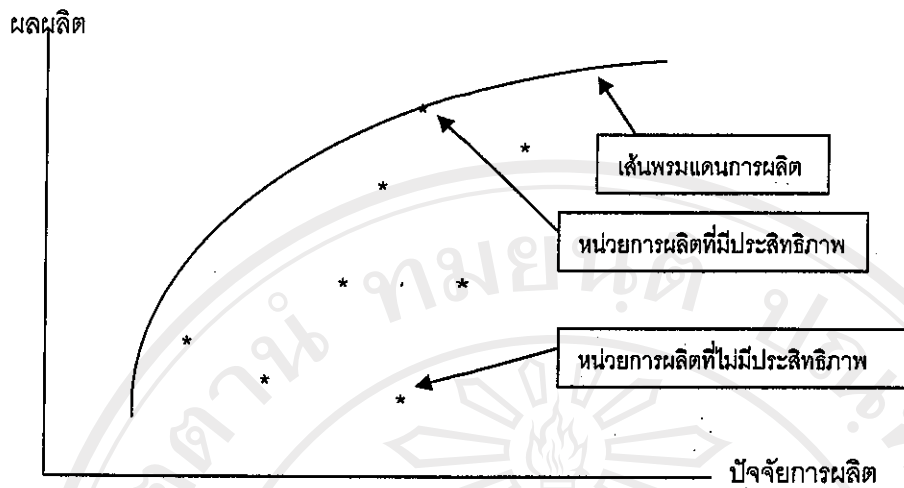 ผลผลิต
เส้นพรมแดนการผลิต
หน่วยการผลิตที่มีประสิทธิภาพ
หน่วยการผลิตที่ไม่มีประสิทธิภาพ
ปัจจัยการผลิต